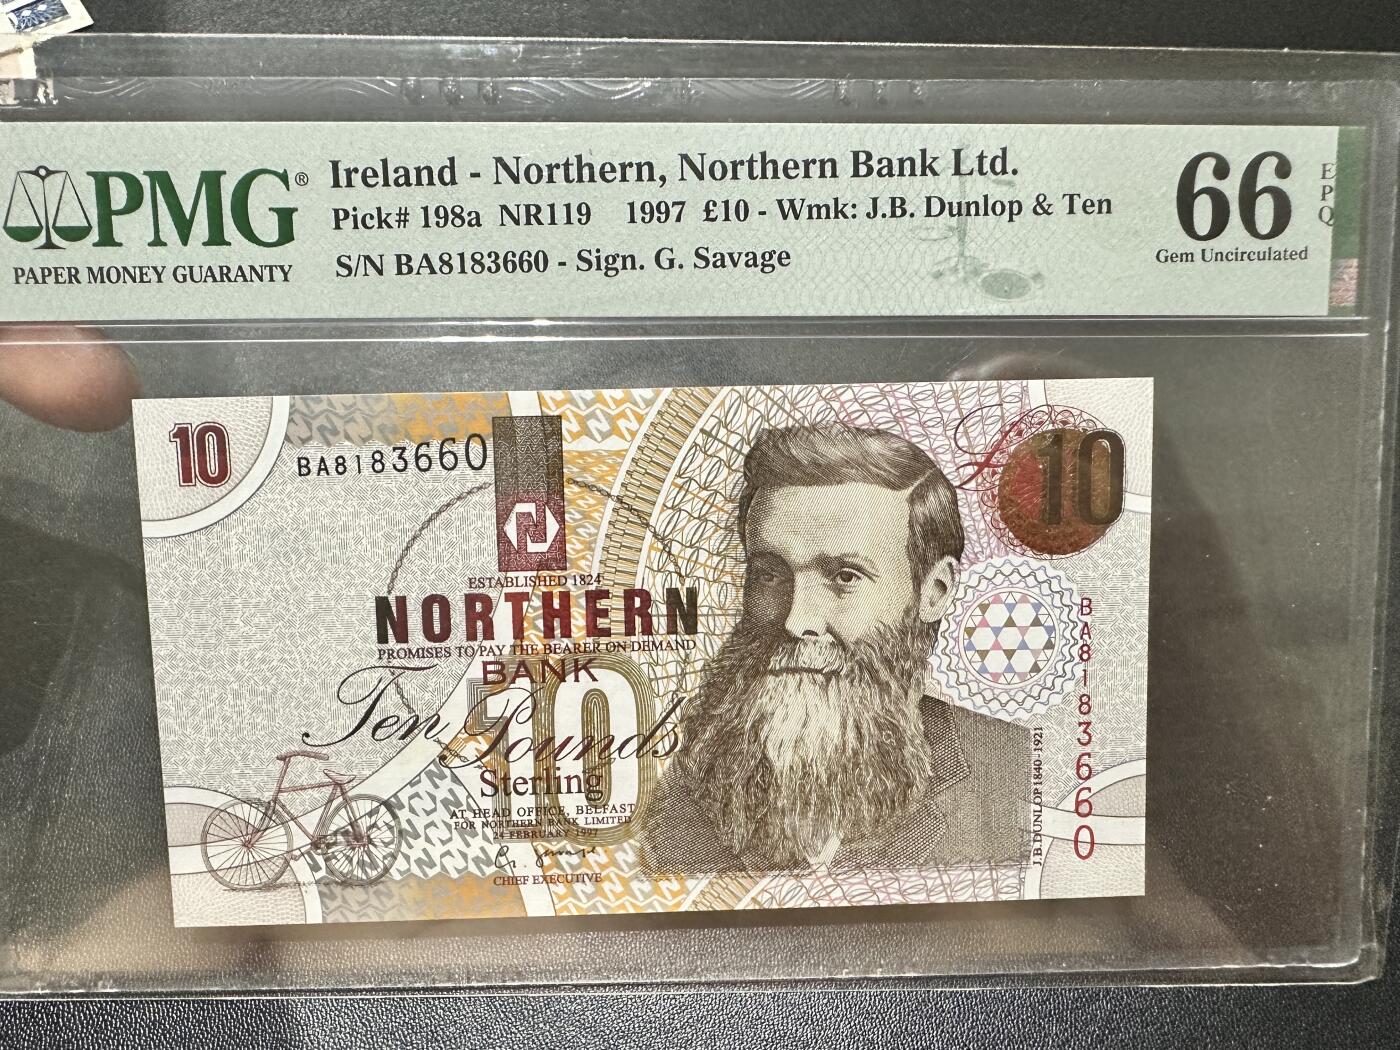 PMG®
PAPER MONEY GUARANTY
Ireland - Northern, Northern Bank Ltd.
Pick# 198a NR119 1997 £10 - Wmk: J.B. Dunlop & Ten
S/N BA8183660 - Sign. G. Savage
66
Gem Uncirculated
E
P
Q
10
BA8183660
ESTABLISHED 1824
NORTHERN
PROMISES TO PAY THE BEARER ON DEMAND
BANK
Ten Pounds
Sterling
10
AT HEAD OFFICE, BELFAST
FOR NORTHERN BANK LIMITED
24 FEBRUARY 1997
CHIEF EXECUTIVE
£10
BA8183660
J.B.DUNLOP 1840-1921